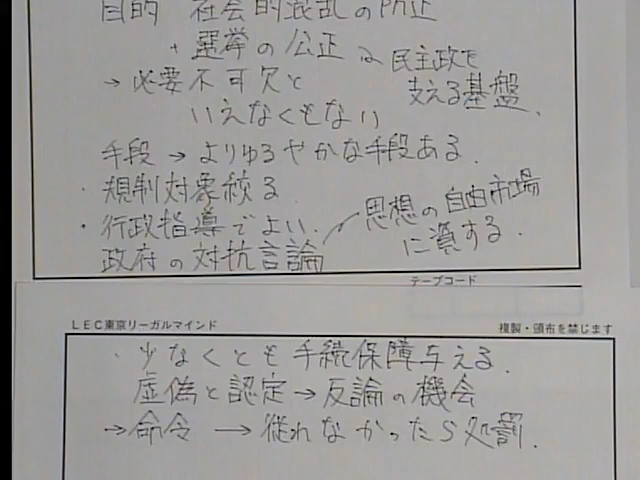 目的 社会的混乱の防止
+ 選挙の公正 民主政を
支える基盤、
→ 必要不可欠と
いえなくもない
手段 → よりゆるやかな手段ある.
・規制対象絞る
・行政指導でよい.
政府の対抗言論
思想の自由市場
に資する.
テープコード
LEC東京リーガルマインド
複製・頒布を禁じます
・少なくとも手続保障与える.
虚偽と認定→反論の機会
→命令 → 従わなかったら処罰.